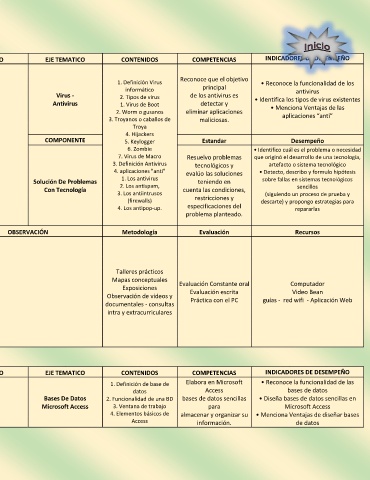 Inicio
O EJE TEMATICO CONTENIDOS COMPETENCIAS INDICADORES DE DESEMPEÑO
Virus -
Antivirus
1. Definición Virus
informático
2. Tipos de virus
1. Virus de Boot
2. Worm o gusanos
3. Troyanos o caballos de
Troya
4. Hijackers
5. Keylogger
6. Zombie
7. Virus de Macro
3. Definición Antivirus
4. aplicaciones "anti"
1. Los antivirus
2. Los antispam,
3. Los antiintrusos
(firewalls)
4. Los antipop-up.
Reconoce que el objetivo
principal
de los antivirus es
detectar y
eliminar aplicaciones
maliciosas.
• Reconoce la funcionalidad de los
antivirus
• Identifica los tipos de virus existentes
• Menciona Ventajas de las
aplicaciones "anti"
COMPONENTE
Estandar
Desempeño
Solución De Problemas
Con Tecnología
Resuelvo problemas
tecnológicos y
evalúo las soluciones
teniendo en
cuenta las condiciones,
restricciones y
especificaciones del
problema planteado.
• Identifico cuál es el problema o necesidad
que originó el desarrollo de una tecnología,
artefacto o sistema tecnológico
• Detecto, describo y formulo hipótesis
sobre fallas en sistemas tecnológicos
sencillos
(siguiendo un proceso de prueba y
descarte) y propongo estrategias para
repararlas
OBSERVACIÓN Metodología Evaluación Recursos
Talleres prácticos
Mapas conceptuales
Exposiciones
Observación de videos y
documentales - consultas
intra y extracurriculares
Evaluación Constante oral
Evaluación escrita
Práctica con el PC
Computador
Video Bean
guías - red wifi - Aplicación Web
O EJE TEMATICO CONTENIDOS COMPETENCIAS INDICADORES DE DESEMPEÑO
Bases De Datos
Microsoft Access
1. Definición de base de
datos
2. Funcionalidad de una BD
3. Ventana de trabajo
4. Elementos básicos de
Access
Elabora en Microsoft
Access
bases de datos sencillas
para
almacenar y organizar su
información.
• Reconoce la funcionalidad de las
bases de datos
• Diseña bases de datos sencillas en
Microsoft Access
• Menciona Ventajas de diseñar bases
de datos